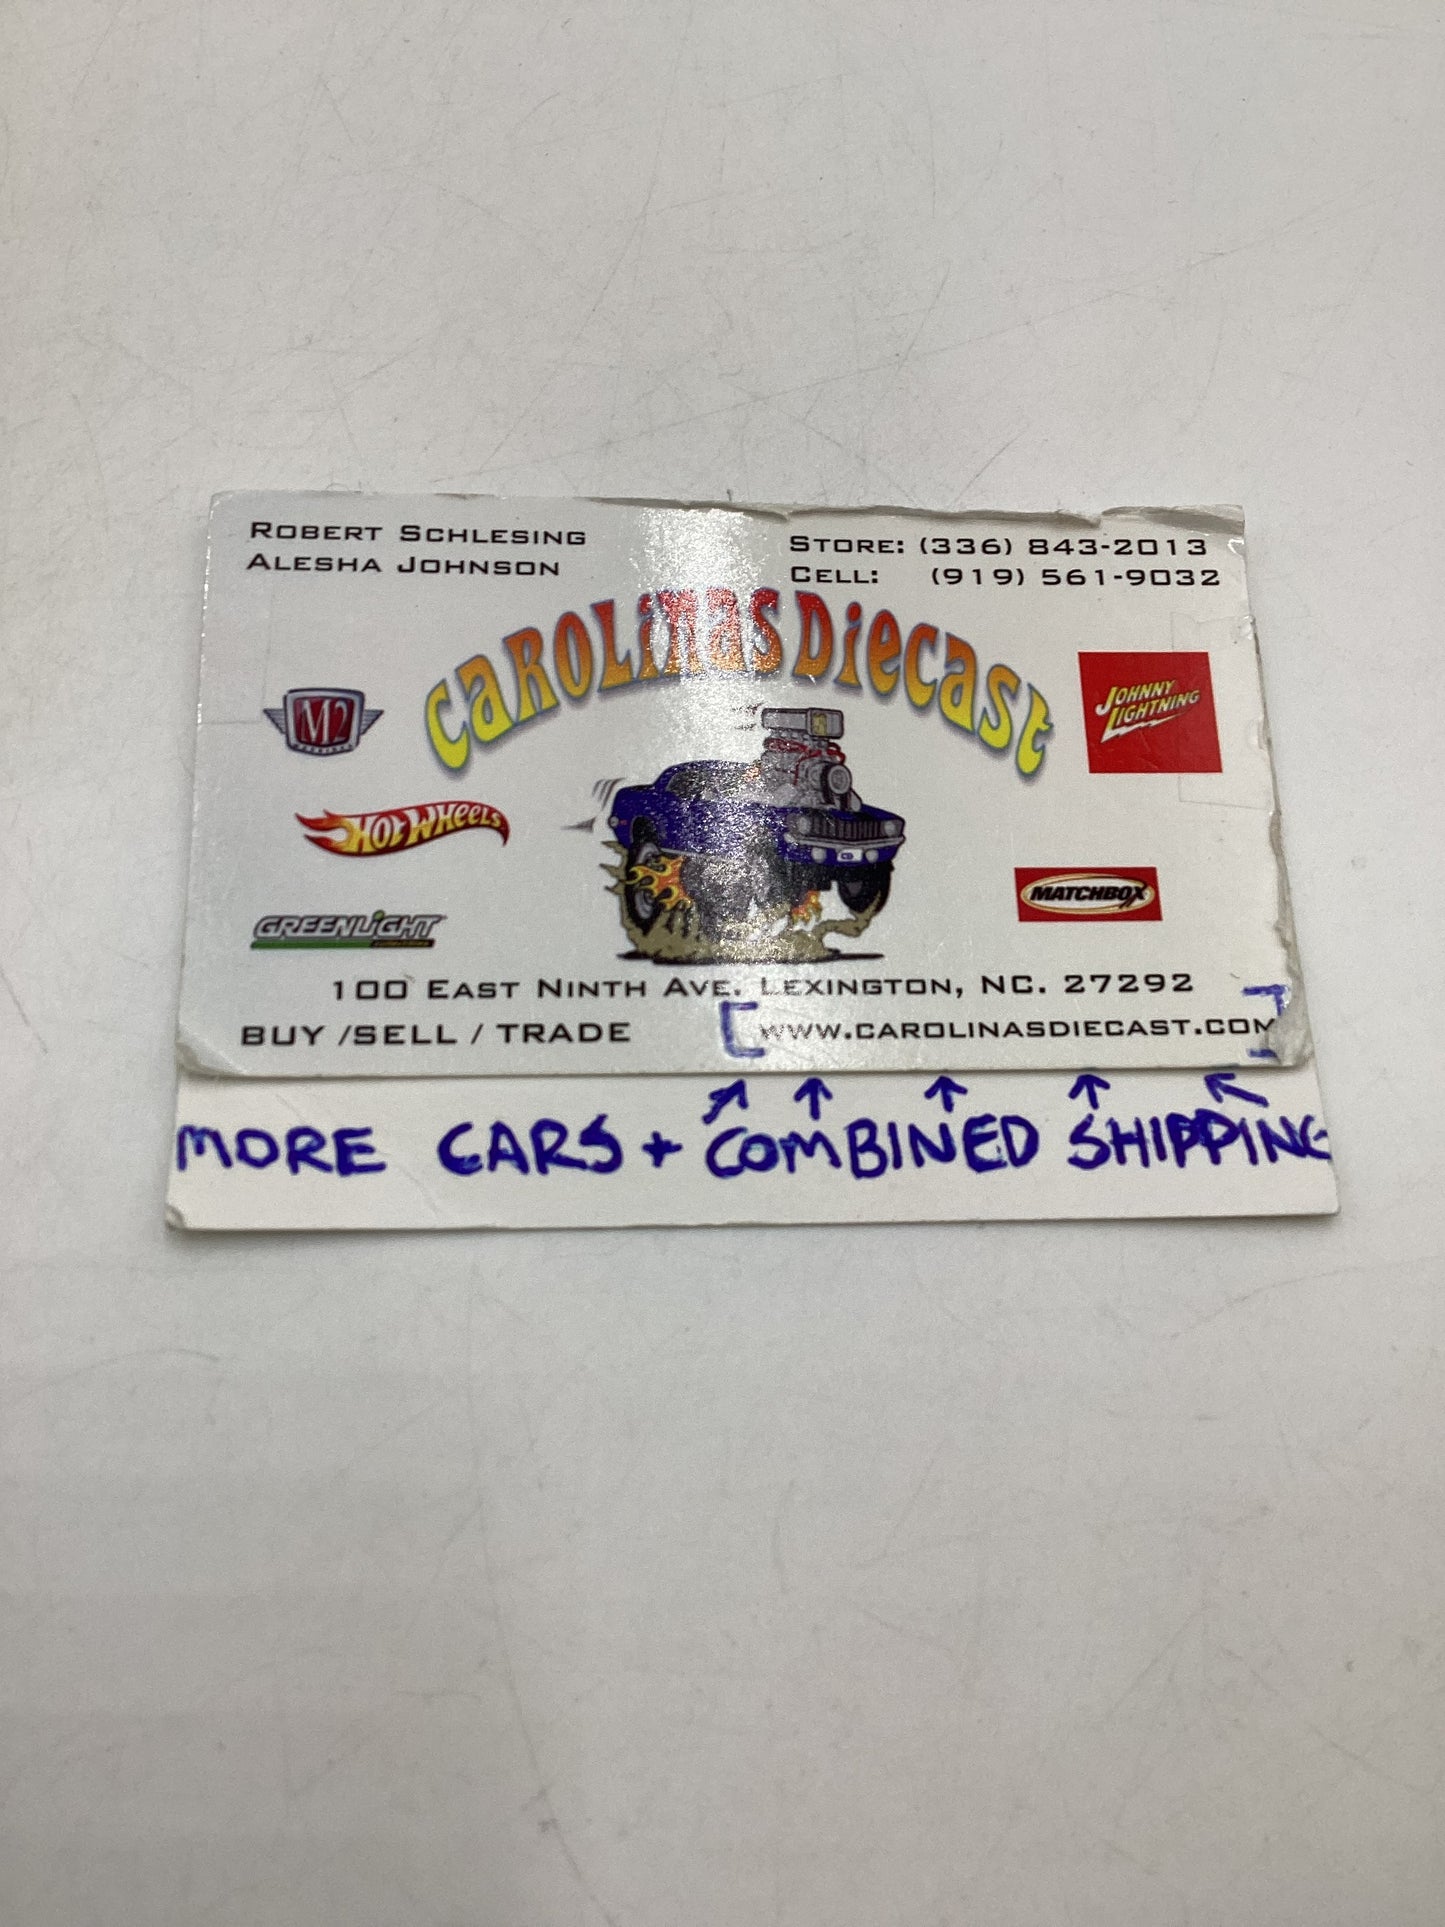 ROBERT SCHLESING
ALESHA JOHNSON
STORE: (336) 843-2013
CELL: (919) 561-9032
CAROLINAS DIECAST
M2
JOHNNY LIGHTNING
HOT WHEELS
MATCHBOX
GREENLIGHT
100 EAST NINTH AVE. LEXINGTON, NC. 27292
BUY /SELL / TRADE
[WWW.CAROLINASDIECAST.COM]
MORE CARS + COMBINED SHIPPING